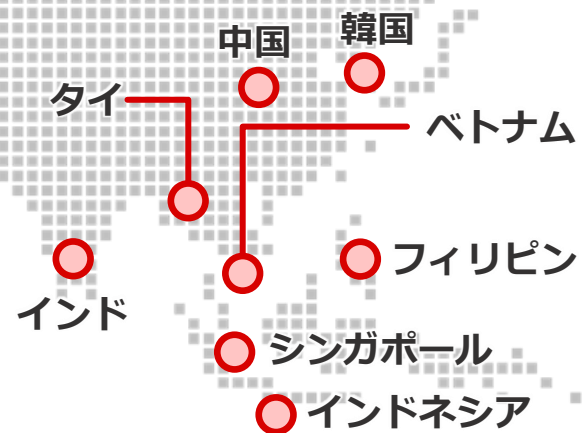 中国
韓国
タイ
ベトナム
フィリピン
インド
シンガポール
インドネシア